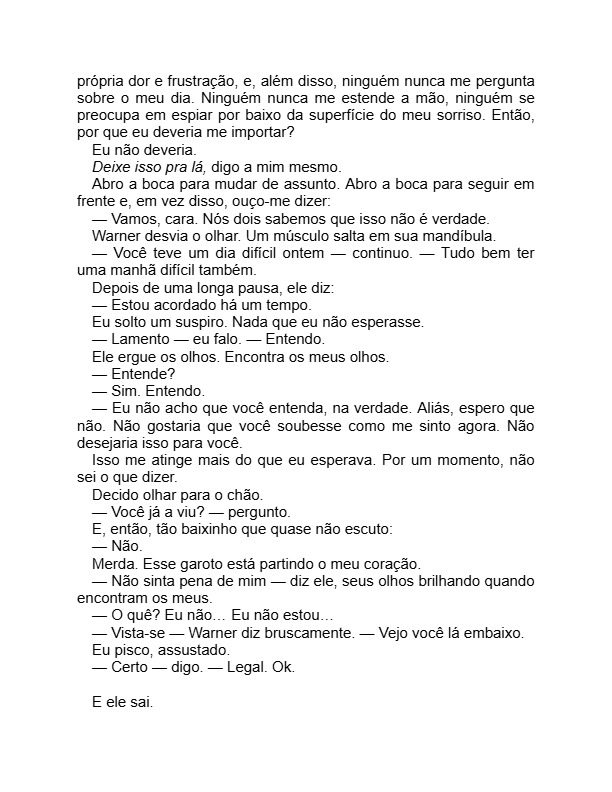 própria dor e frustração, e, além disso, ninguém nunca me pergunta
sobre o meu dia. Ninguém nunca me estende a mão, ninguém se
preocupa em espiar por baixo da superfície do meu sorriso. Então,
por que eu deveria me importar?
Eu não deveria.
Deixe isso pra lá, digo a mim mesmo.
Abro a boca para mudar de assunto. Abro a boca para seguir em
frente e, em vez disso, ouço-me dizer:
— Vamos, cara. Nós dois sabemos que isso não é verdade.
Warner desvia o olhar. Um músculo salta em sua mandíbula.
— Você teve um dia difícil ontem — continuo. — Tudo bem ter
uma manhã difícil também.
Depois de uma longa pausa, ele diz:
— Estou acordado há um tempo.
Eu solto um suspiro. Nada que eu não esperasse.
— Lamento — eu falo. — Entendo.
Ele ergue os olhos. Encontra os meus olhos.
— Entende?
— Sim. Entendo.
— Eu não acho que você entenda, na verdade. Aliás, espero que
não. Não gostaria que você soubesse como me sinto agora. Não
desejaria isso para você.
Isso me atinge mais do que eu esperava. Por um momento, não
sei o que dizer.
Decido olhar para o chão.
— Você já a viu? — pergunto.
E, então, tão baixinho que quase não escuto:
— Não.
Merda. Esse garoto está partindo o meu coração.
— Não sinta pena de mim — diz ele, seus olhos brilhando quando
encontram os meus.
— O quê? Eu não… Eu não estou…
— Vista-se — Warner diz bruscamente. — Vejo você lá embaixo.
Eu pisco, assustado.
— Certo — digo. — Legal. Ok.
E ele sai.